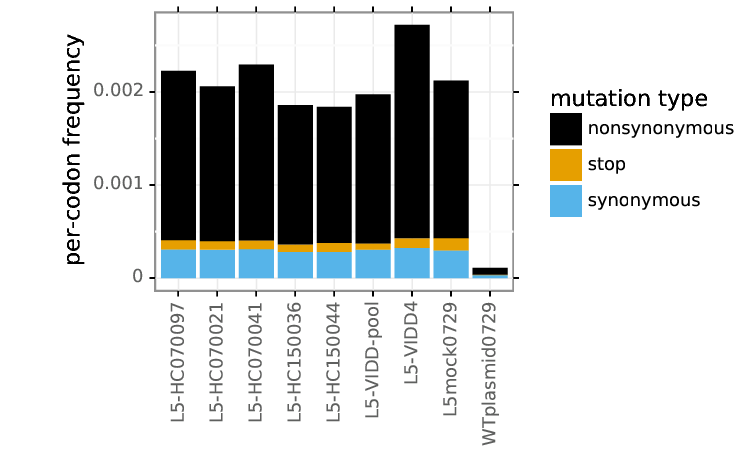 per-codon frequency
0.002
0.001
0
L5-HC070097
L5-HC070021
L5-HC070041
L5-HC150036
L5-HC150044
L5-VIDD-pool
L5-VIDD4
L5mock0729
WTplasmid0729
mutation type
nonsynonymous
stop
synonymous